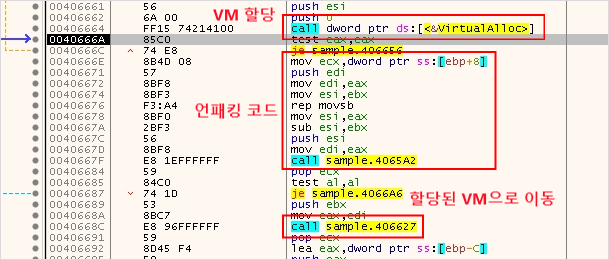 00406661 56 push esi
00406662 6A 00 push 0
00406664 FF15 74214100 call dword ptr ds:[<&VirtualAlloc>]
0040666A 85C0 test eax,eax
0040666C 74 E8 je sample.406656
0040666E 8B4D 08 mov ecx,dword ptr ss:[ebp+8]
00406671 57 push edi
00406672 8BF8 mov edi,eax
00406674 8BF3 mov esi,ebx
00406676 F3:A4 rep movsb
00406678 8BF0 mov esi,eax
0040667A 2BF3 sub esi,ebx
0040667C 56 push esi
0040667D 8BF8 mov edi,eax
0040667F E8 1EFFFFFF call sample.4065A2
00406684 59 pop ecx
00406685 84C0 test al,al
00406687 74 1D je sample.4066A6
00406689 53 push ebx
0040668A 8BC7 mov eax,edi
0040668C E8 96FFFFFF call sample.406627
00406691 59 pop ecx
00406692 8D45 F4 lea eax,dword ptr ss:[ebp-C]
VM 할당
언패킹 코드
할당된 VM으로 이동